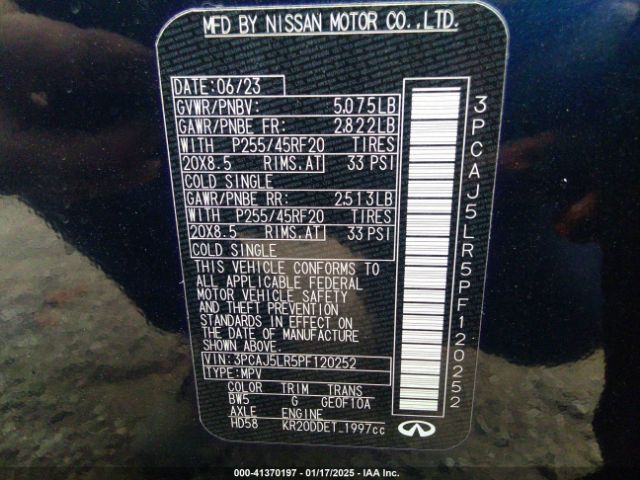 MFD BY NISSAN MOTOR CO.,LTD.
DATE: 06/23
GVWR/PNBV: 5,075LB
GAWR/PNBE FR: 2,822LB
WITH P255/45RF20 TIRES
20X8.5 RIMS.AT 33 PSI
COLD SINGLE
GAWR/PNBE RR: 2,513LB
WITH P255/45RF20 TIRES
20X8.5 RIMS.AT 33 PSI
COLD SINGLE
THIS VEHICLE CONFORMS TO
ALL APPLICABLE FEDERAL
MOTOR VEHICLE SAFETY
AND THEFT PREVENTION
STANDARDS IN EFFECT ON
THE DATE OF MANUFACTURE
SHOWN ABOVE.
VIN: 3PCAJ5LR5PF120252
TYPE: MPV
COLOR TRIM TRANS
BW5 G GE0F10A
AXLE ENGINE
HD58 KR20DDET 1997cc
3PCAJ5LR5PF120252
000-41370197 - 01/17/2025 - IAA Inc.